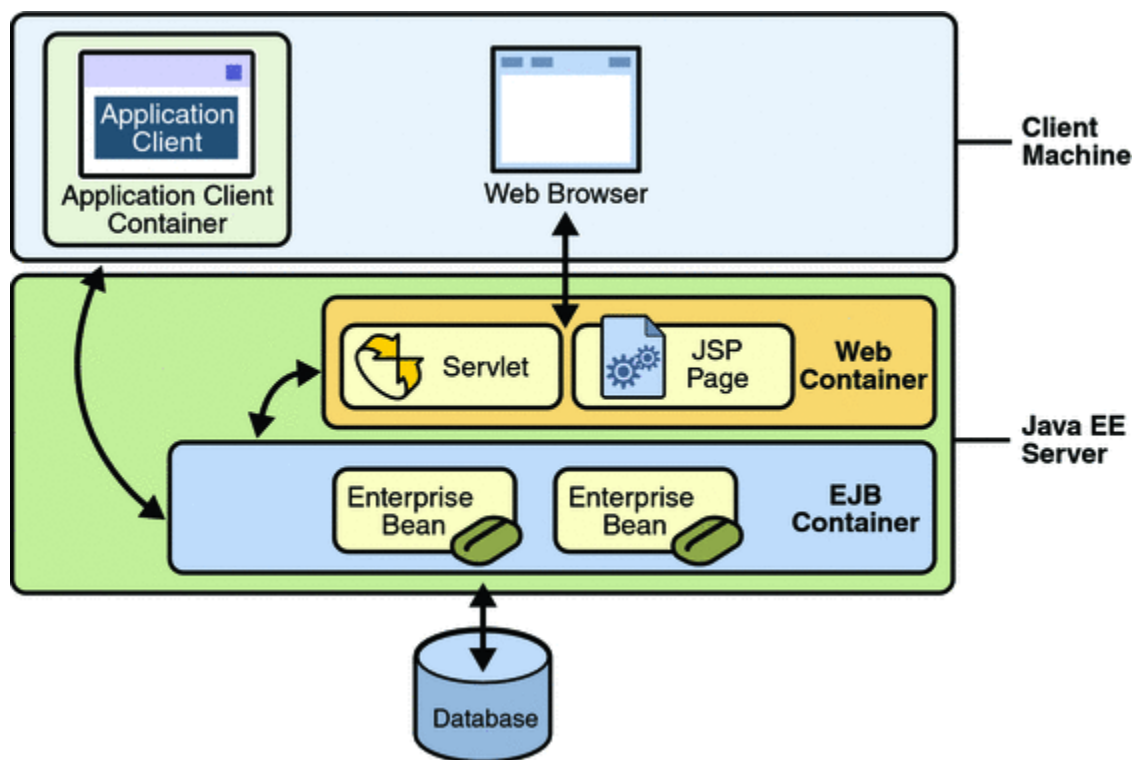 Application
Client
Application Client
Container
Web Browser
Client
Machine
Servlet
JSP
Page
Web
Container
Java EE
Server
Enterprise
Bean
Enterprise
Bean
EJB
Container
Database